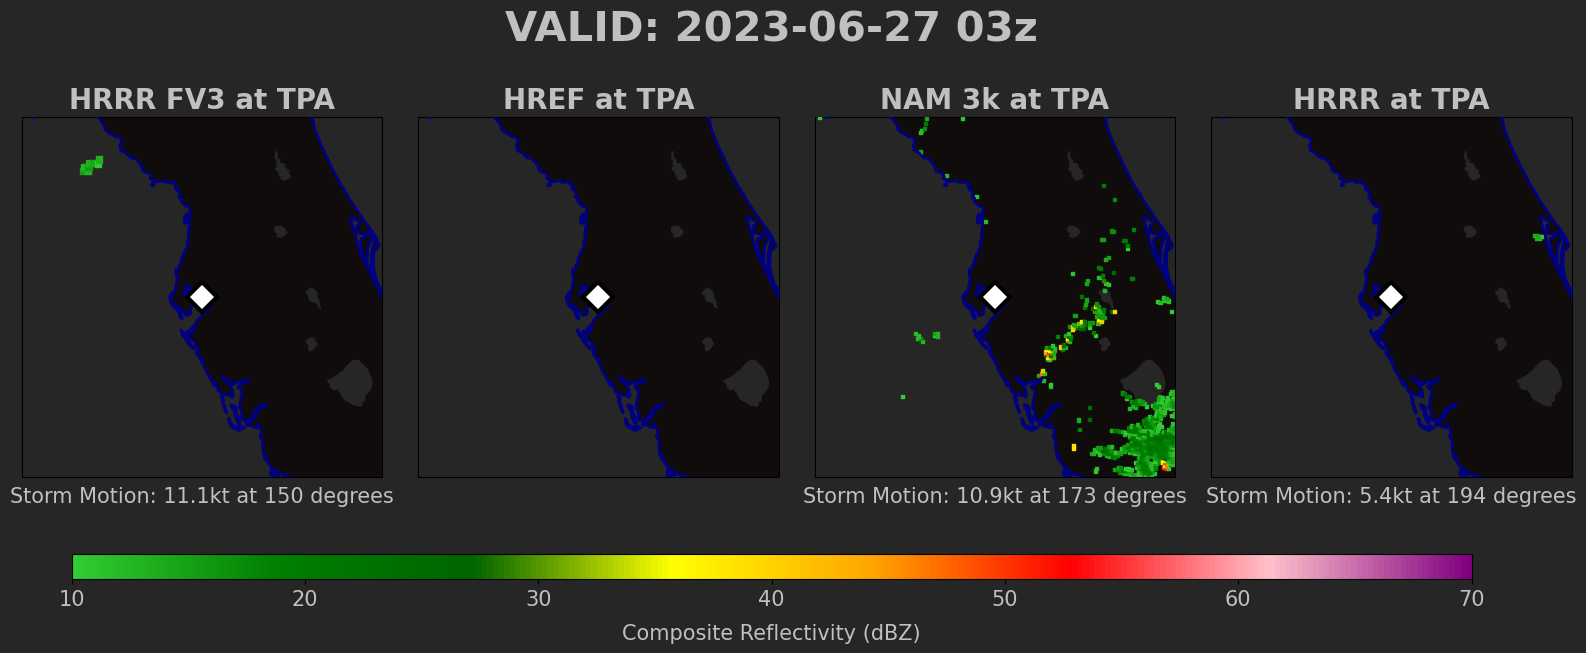 VALID: 2023-06-27 03z
HRRR FV3 at TPA
HREF at TPA
NAM 3k at TPA
HRRR at TPA
Storm Motion: 11.1kt at 150 degrees
Storm Motion: 10.9kt at 173 degrees
Storm Motion: 5.4kt at 194 degrees
10 20 30 40 50 60 70
Composite Reflectivity (dBZ)